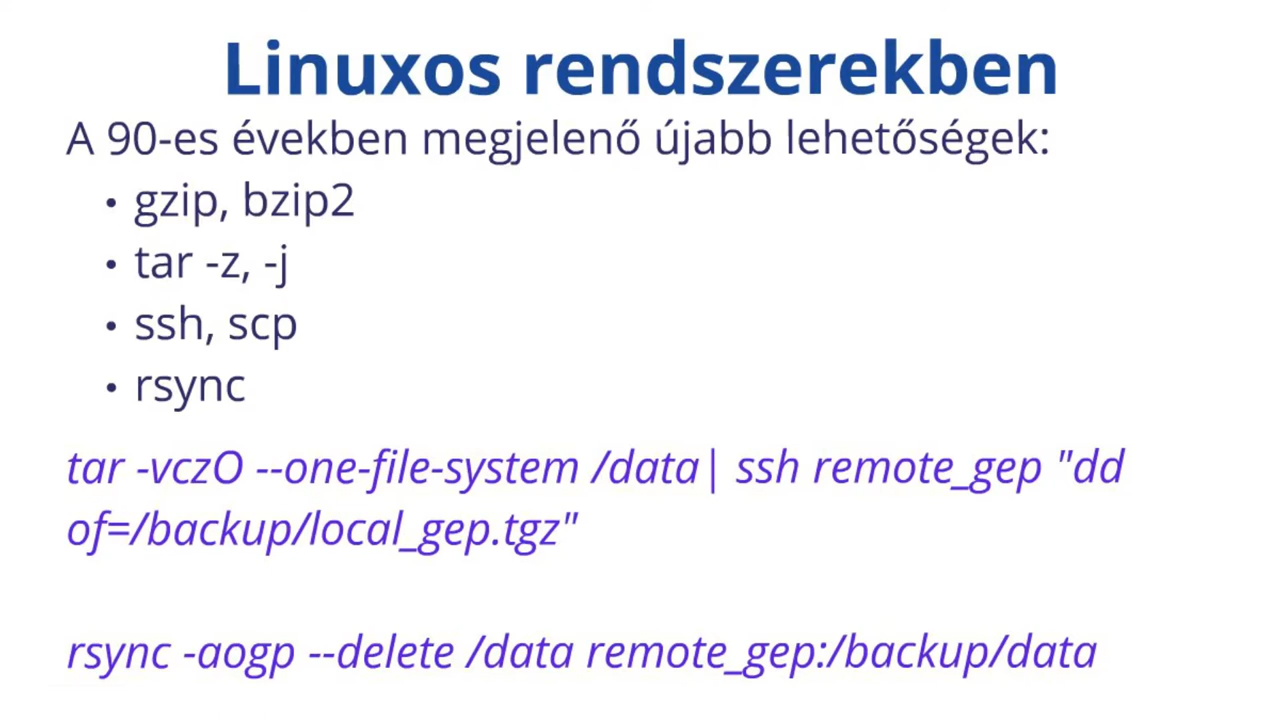 Linuxos rendszerekben
A 90-es években megjelenő újabb lehetőségek:
• gzip, bzip2
• tar -z, -j
• ssh, scp
• rsync
tar -vczO --one-file-system /data| ssh remote_gep "dd
of=/backup/local_gep.tgz"
rsync -aogp --delete /data remote_gep:/backup/data